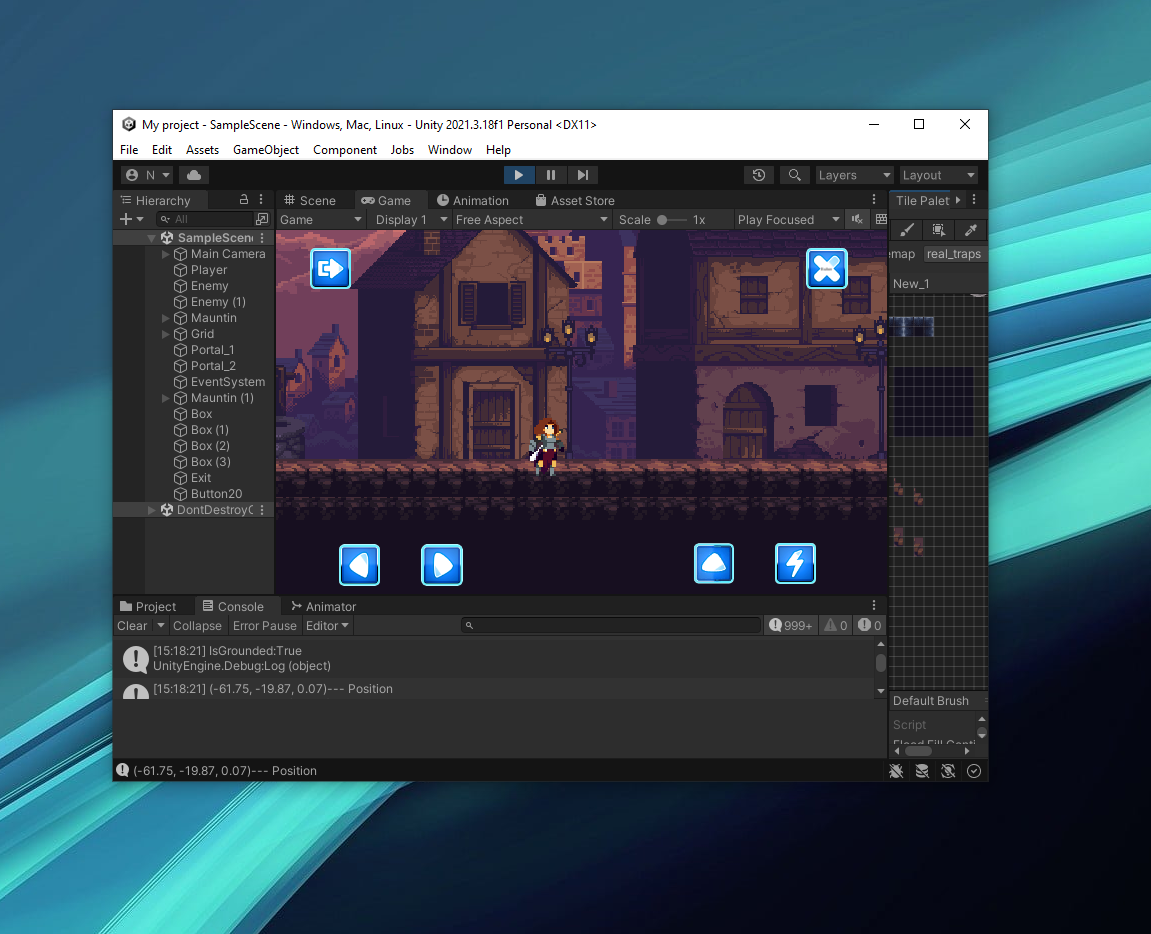 My project - SampleScene - Windows, Mac, Linux - Unity 2021.3.18f1 Personal <DX11>
File Edit Assets GameObject Component Jobs Window Help
N Layers Layout
Hierarchy Scene Game Animation Asset Store Tile Palet
All Game Display 1 Free Aspect Scale 1x Play Focused
SampleScene
Main Camera
emap real_traps
Player
Enemy
New_1
Enemy (1)
Mauntin
Grid
Portal_1
Portal_2
EventSystem
Mauntin (1)
Box
Box (1)
Box (2)
Box (3)
Exit
Button20
DontDestroyO
Project Console Animator
Clear Collapse Error Pause Editor 999+ 0 0
[15:18:21] IsGrounded:True
UnityEngine.Debug:Log (object)
[15:18:21] (-61.75, -19.87, 0.07)--- Position
Default Brush
Script
(-61.75, -19.87, 0.07)--- Position